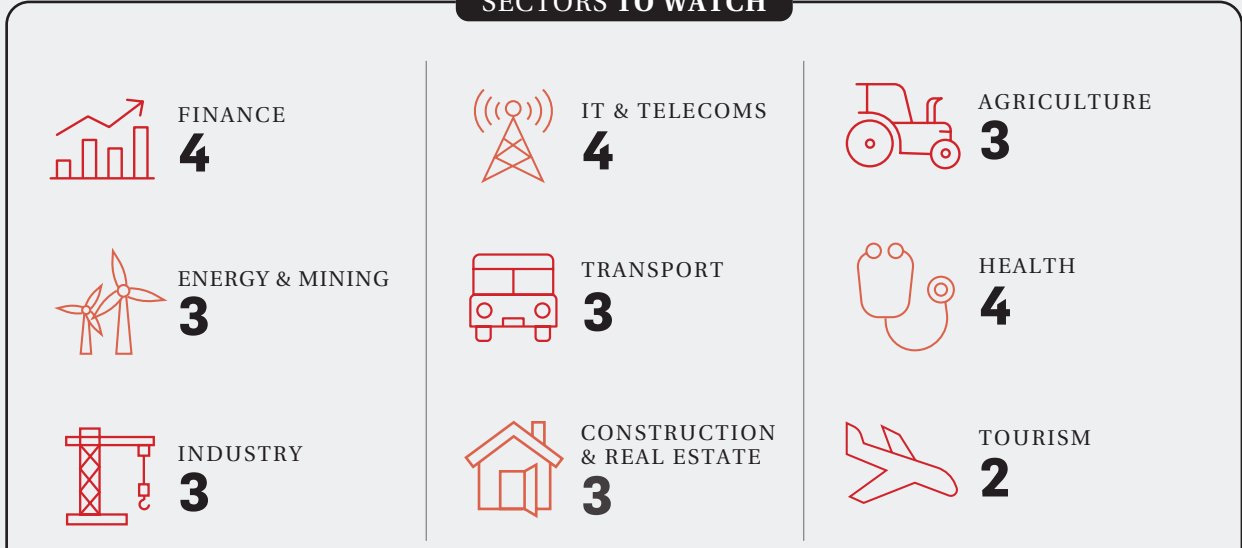 SECTORS TO WATCH
FINANCE
4
ENERGY & MINING
3
INDUSTRY
3
IT & TELECOMS
4
TRANSPORT
3
CONSTRUCTION
& REAL ESTATE
3
AGRICULTURE
3
HEALTH
4
TOURISM
2